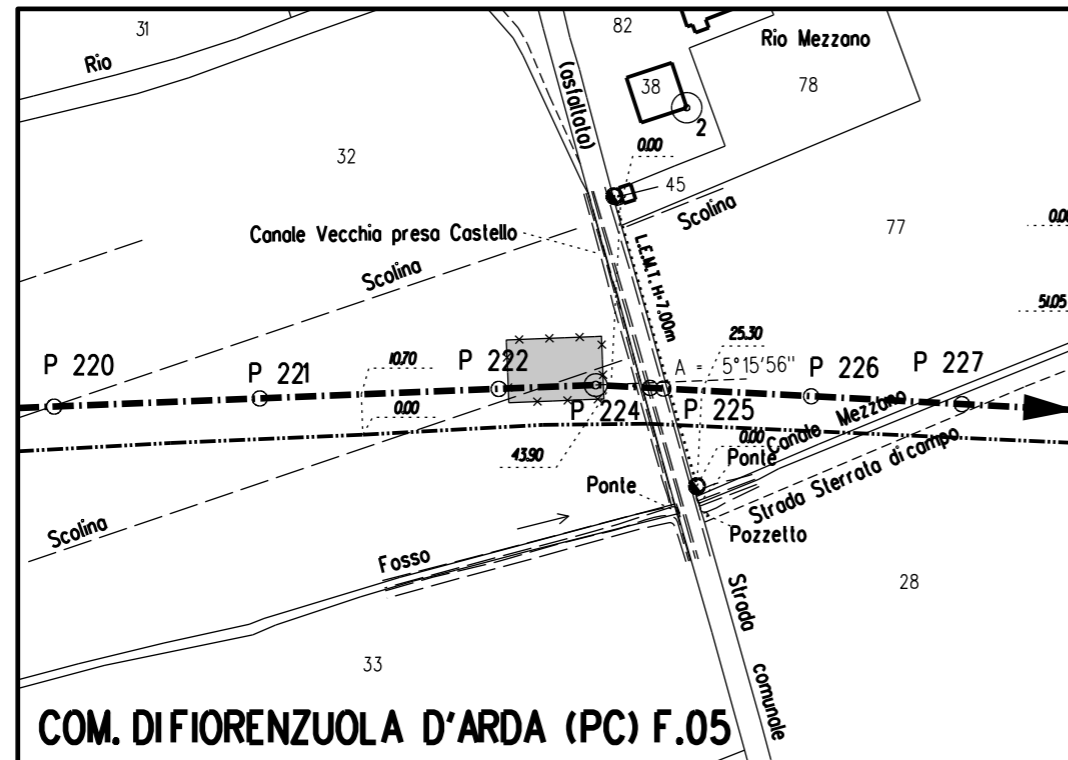 31
82
Rio Mezzano
Rio
(asfaltata)
38
78
2
0.00
32
45
Scolina
77
0.00
Canale Vecchia presa Castello
Scolina
L.E.M.T. H=7.00m
51.05
25.30
P 220
P 221
10.70
P 222
A = 5°15'56"
P 226
P 227
0.00
P 224
P 225
Canale Mezzano
0.00
43.90
Ponte
Ponte
Strada Sterrata di campo
Scolina
Pozzetto
Fosso
28
Strada comunale
33
COM. DI FIORENZUOLA D'ARDA (PC) F.05